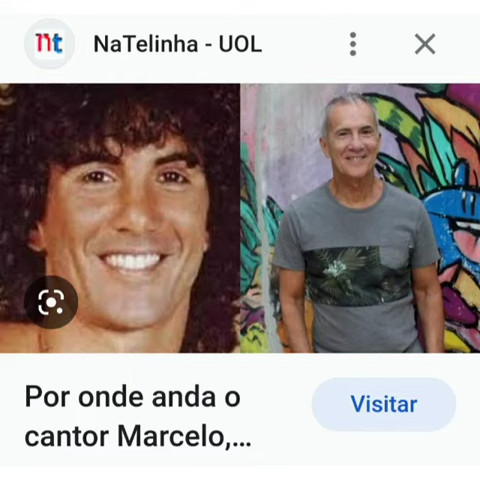 nt NaTelinha - UOL
Por onde anda o
cantor Marcelo,...
Visitar